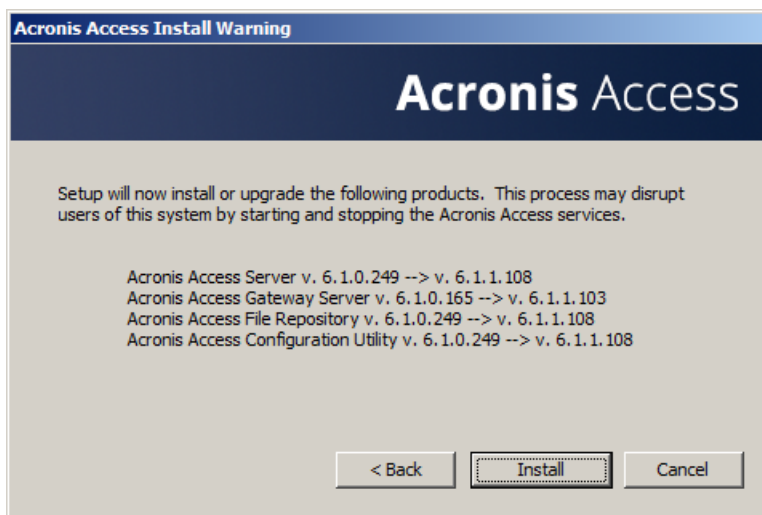 Acronis Access Install Warning
Acronis Access
Setup will now install or upgrade the following products.  This process may disrupt
users of this system by starting and stopping the Acronis Access services.
Acronis Access Server v. 6.1.0.249 --> v. 6.1.1.108
Acronis Access Gateway Server v. 6.1.0.165 --> v. 6.1.1.103
Acronis Access File Repository v. 6.1.0.249 --> v. 6.1.1.108
Acronis Access Configuration Utility v. 6.1.0.249 --> v. 6.1.1.108
< Back
Install
Cancel